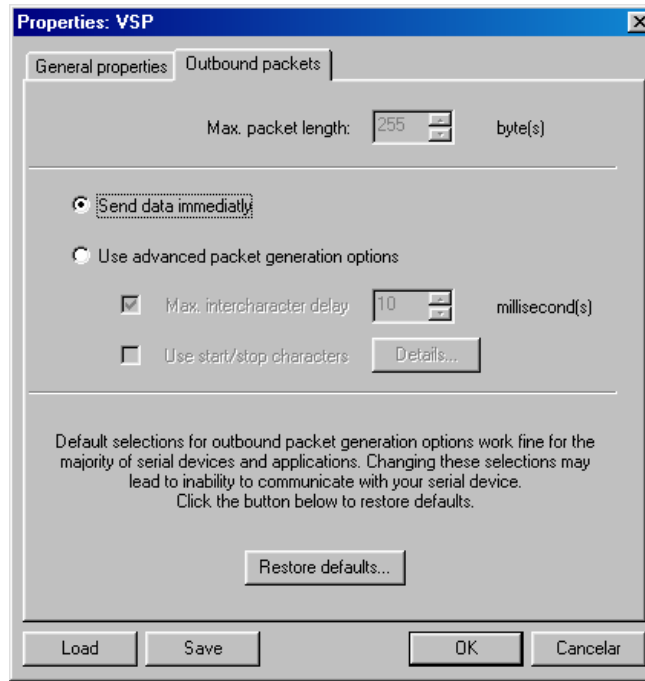 Properties: VSP
General properties
Outbound packets
Max. packet length: 255 byte(s)
Send data immediatly
Use advanced packet generation options
Max. intercharacter delay 10 millisecond(s)
Use start/stop characters Details...
Default selections for outbound packet generation options work fine for the
majority of serial devices and applications. Changing these selections may
lead to inability to communicate with your serial device.
Click the button below to restore defaults.
Restore defaults...
Load Save OK Cancelar